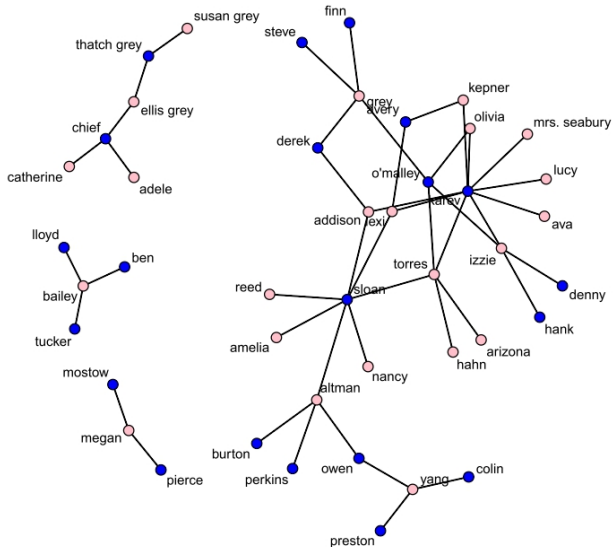 susan grey
finn
steve
thatch grey
kepner
grey
avery
ellis grey
olivia
mrs. seabury
chief
derek
o'malley
lucy
catherine
adele
karev
addison
lexi
ava
lloyd
ben
torres
izzie
bailey
reed
sloan
denny
tucker
hank
amelia
arizona
hahn
mostow
nancy
altman
megan
burton
pierce
perkins
owen
yang
colin
preston